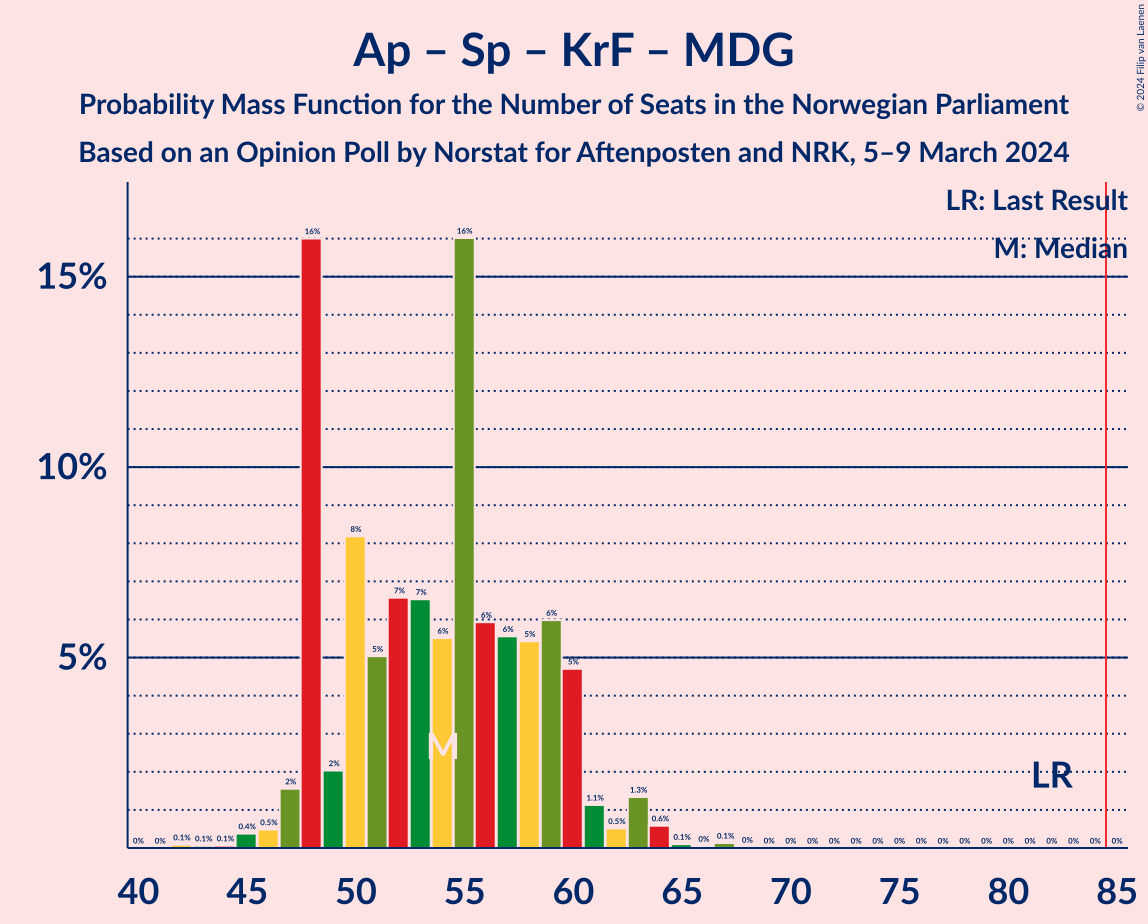 Ap – Sp – KrF – MDG
Probability Mass Function for the Number of Seats in the Norwegian Parliament
Based on an Opinion Poll by Norstat for Aftenposten and NRK, 5–9 March 2024
© 2024 Filip van Laenen
LR: Last Result
M: Median
15%
10%
5%
0% 0% 0.1% 0.1% 0.1% 0.4% 0.5% 2% 16% 2% 8% 5% 7% 7% 6% 16% 6% 6% 5% 6% 5% 1.1% 0.5% 1.3% 0.6% 0.1% 0% 0.1% 0% 0% 0% 0% 0% 0% 0% 0% 0% 0% 0% 0% 0% 0% 0% 0% 0% 0%
M
LR
40 45 50 55 60 65 70 75 80 85